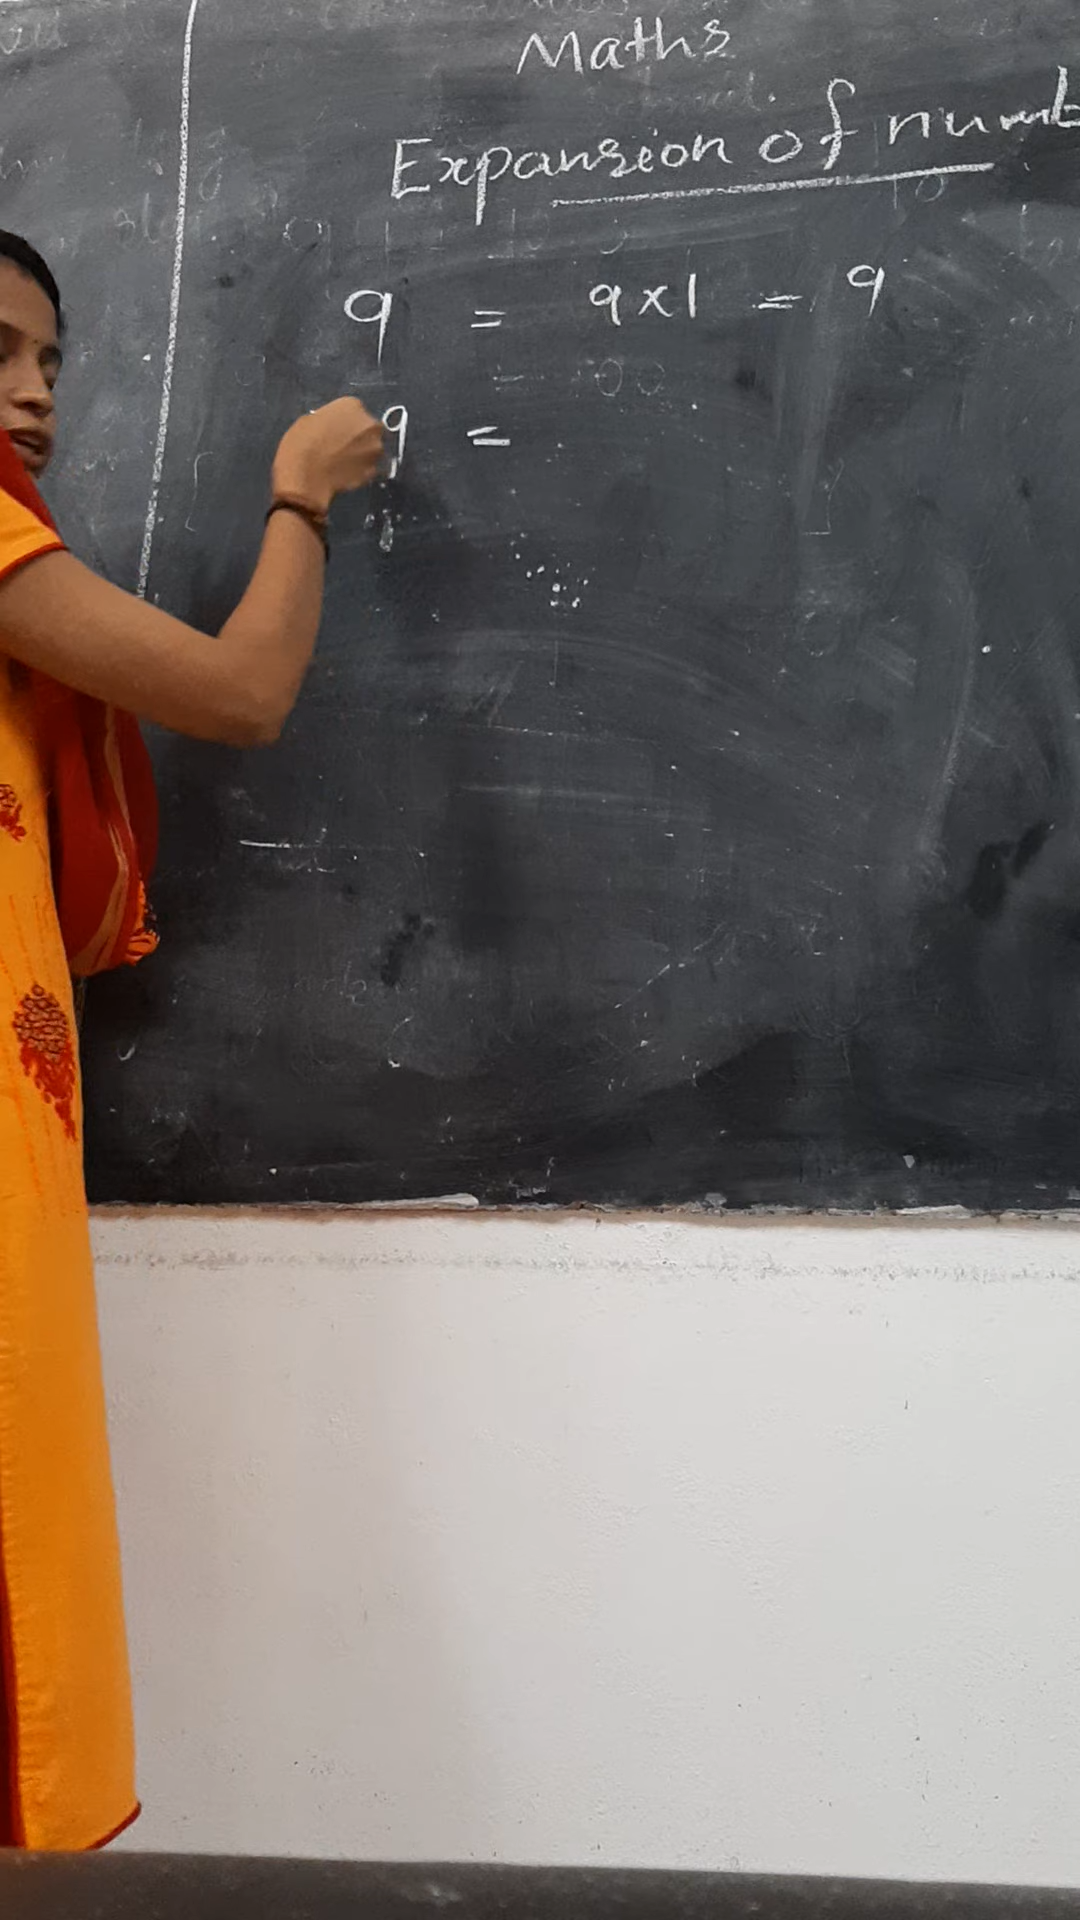 Maths
Expansion of numb
9 = 9 x 1 = 9
9 =